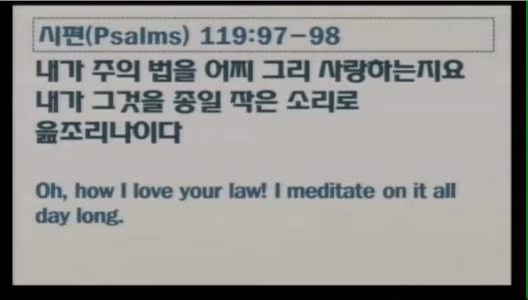 시편(Psalms) 119:97-98
내가 주의 법을 어찌 그리 사랑하는지요
내가 그것을 종일 작은 소리로
읊조리나이다
Oh, how I love your law! I meditate on it all
day long.